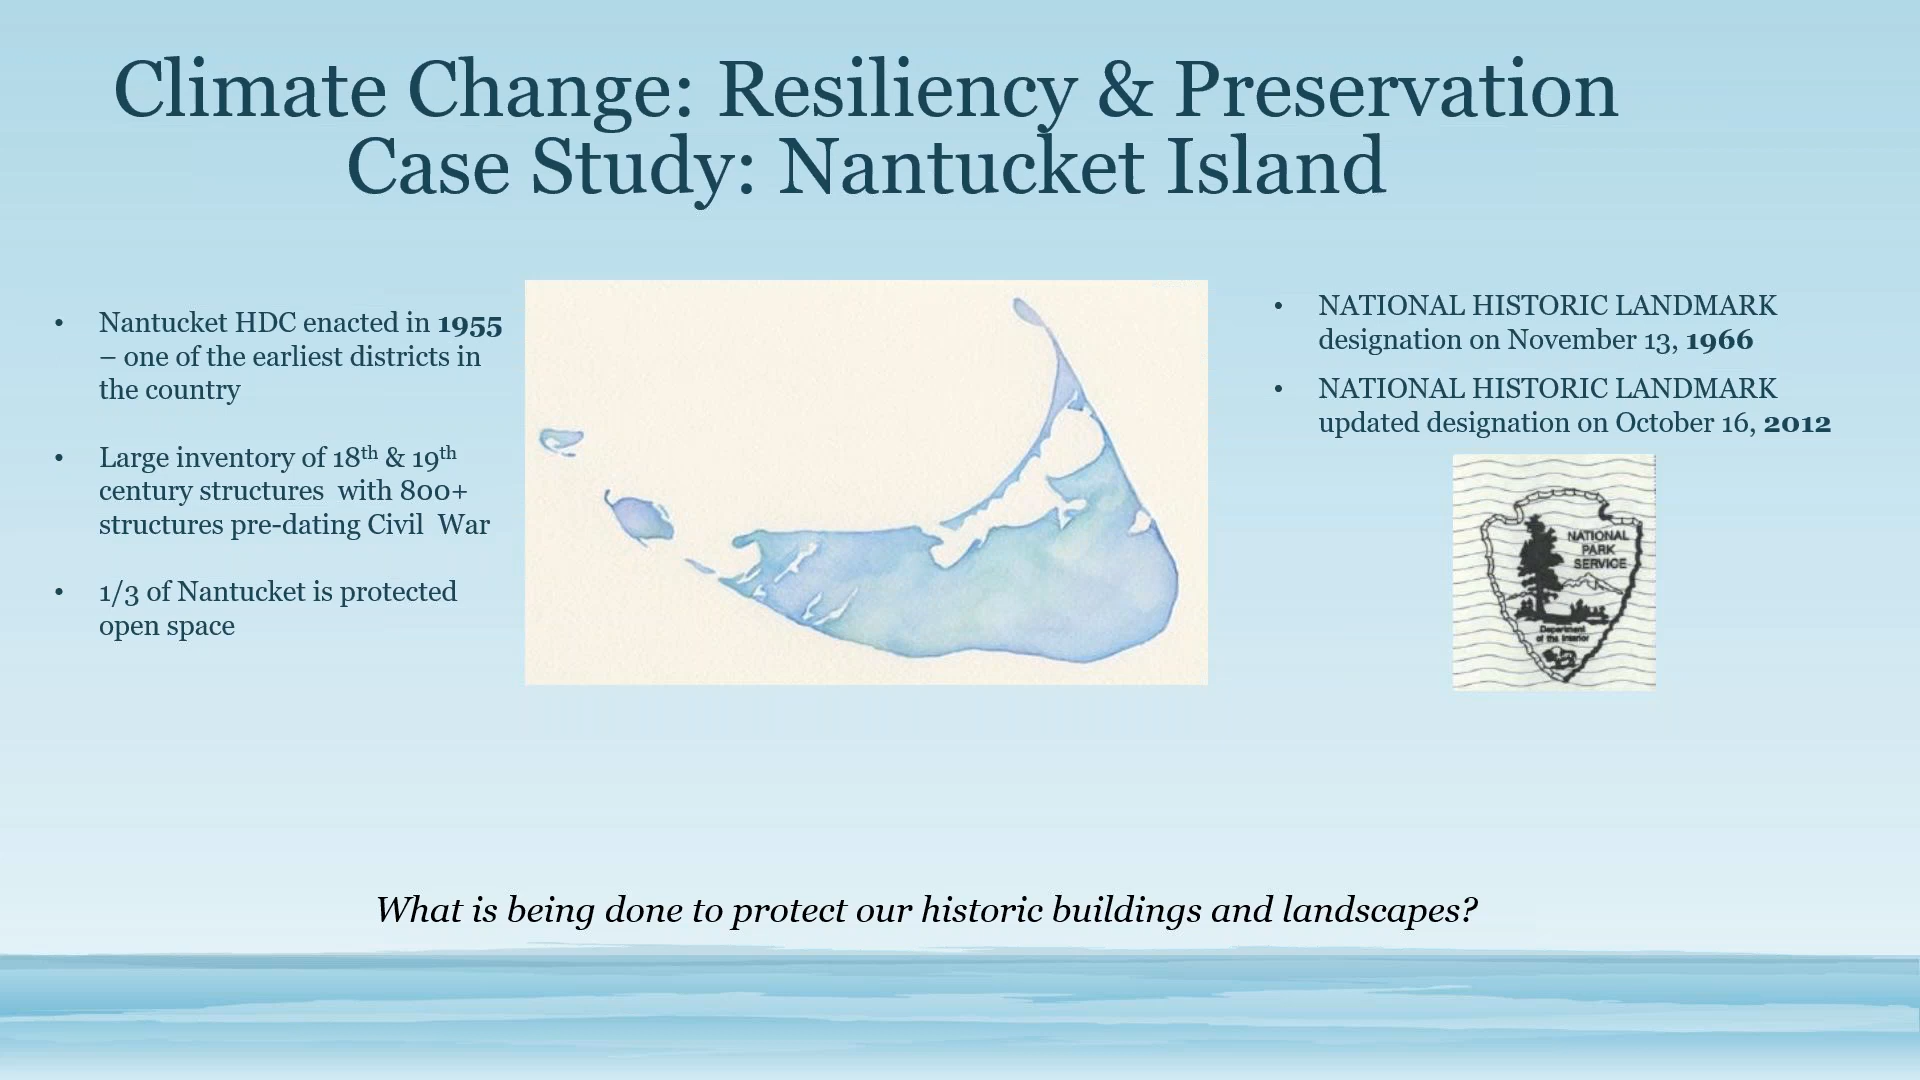 Climate Change: Resiliency & Preservation
Case Study: Nantucket Island
• Nantucket HDC enacted in 1955
– one of the earliest districts in
the country
• Large inventory of 18th & 19th
century structures with 800+
structures pre-dating Civil War
• 1/3 of Nantucket is protected
open space
• NATIONAL HISTORIC LANDMARK
designation on November 13, 1966
• NATIONAL HISTORIC LANDMARK
updated designation on October 16, 2012
NATIONAL
PARK
SERVICE
Department
of the Interior
What is being done to protect our historic buildings and landscapes?